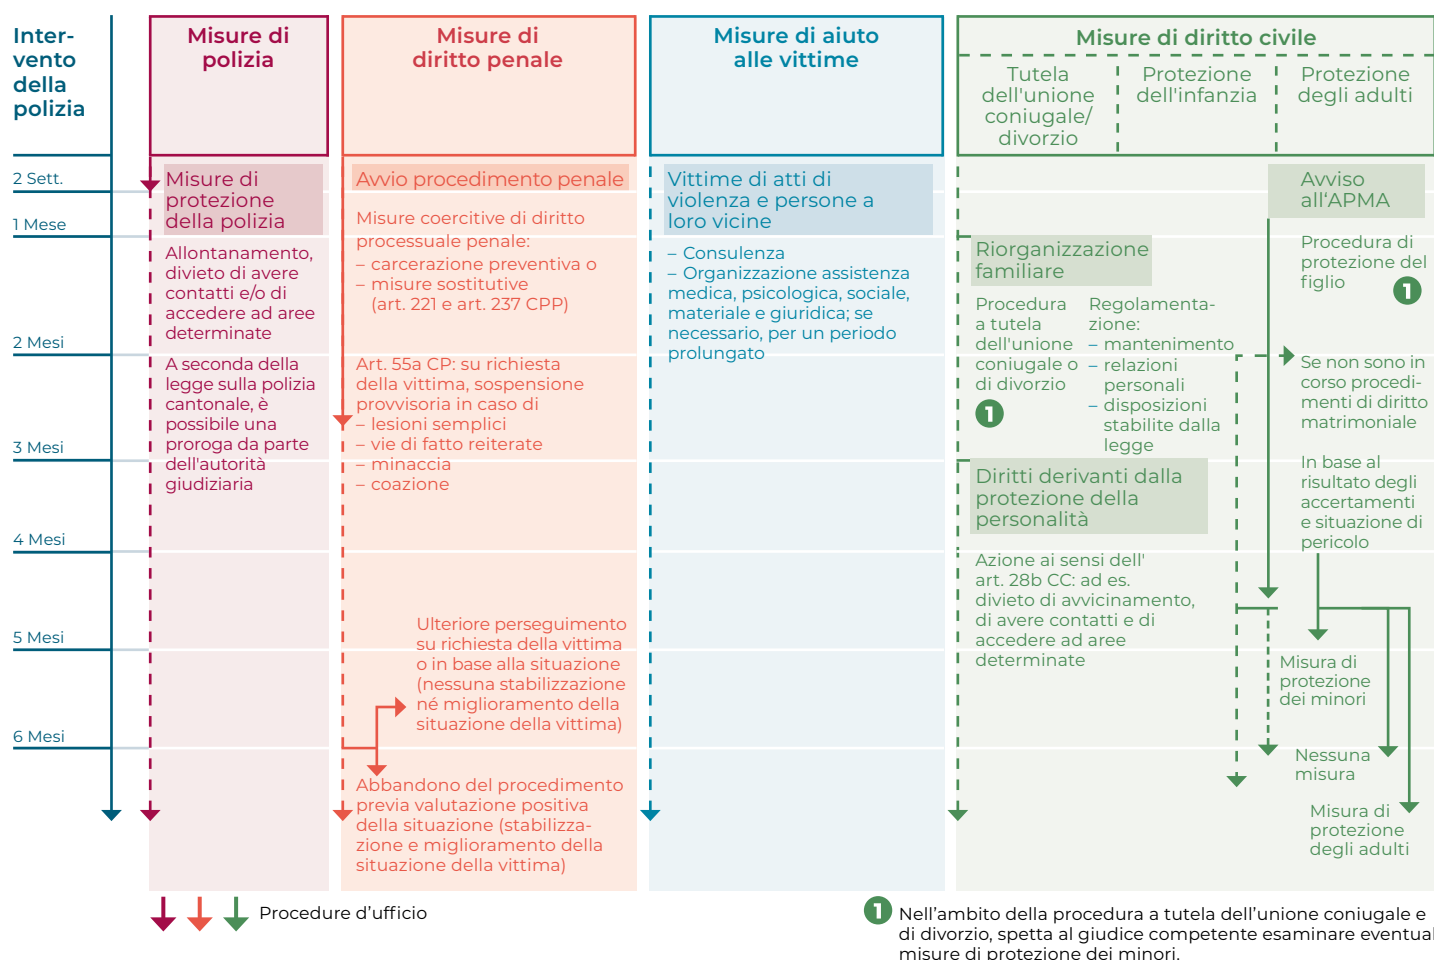 Inter-
vento
della
polizia
2 Sett.
1 Mese
2 Mesi
3 Mesi
4 Mesi
5 Mesi
6 Mesi
Misure di
polizia
Misure di
protezione
della polizia
Allontanamento,
divieto di avere
contatti e/o di
accedere ad aree
determinate
A seconda della
legge sulla polizia
cantonale, è
possibile una
proroga da parte
dell'autorità
giudiziaria
Misure di
diritto penale
Avvio procedimento penale
Misure coercitive di diritto
processuale penale:
– carcerazione preventiva o
– misure sostitutive
(art. 221 e art. 237 CPP)
Art. 55a CP: su richiesta
della vittima, sospensione
provvisoria in caso di
– lesioni semplici
– vie di fatto reiterate
– minaccia
– coazione
Ulteriore perseguimento
su richiesta della vittima
o in base alla situazione
(nessuna stabilizzazione
né miglioramento della
situazione della vittima)
Abbandono del procedimento
previa valutazione positiva
della situazione (stabilizza-
zione e miglioramento della
situazione della vittima)
Misure di aiuto
alle vittime
Vittime di atti di
violenza e persone a
loro vicine
– Consulenza
– Organizzazione assistenza
medica, psicologica, sociale,
materiale e giuridica; se
necessario, per un periodo
prolungato
Misure di diritto civile
Tutela
dell'unione
coniugale/
divorzio
Protezione
dell'infanzia
Protezione
degli adulti
Riorganizzazione
familiare
Procedura
a tutela
dell'unione
coniugale o
di divorzio
1
Regolamenta-
zione:
– mantenimento
– relazioni
personali
– disposizioni
stabilite dalla
legge
Diritti derivanti dalla
protezione della
personalità
Azione ai sensi dell'
art. 28b CC: ad es.
divieto di avvicinamento,
di avere contatti e di
accedere ad aree
determinate
Avviso
all‘APMA
Procedura di
protezione del
figlio
1
Se non sono in
corso procedi-
menti di diritto
matrimoniale
In base al
risultato degli
accertamenti
e situazione di
pericolo
Misura di
protezione
dei minori
Nessuna
misura
Misura di
protezione
degli adulti
Procedure d’ufficio
1 Nell’ambito della procedura a tutela dell’unione coniugale e
di divorzio, spetta al giudice competente esaminare eventual
misure di protezione dei minori.